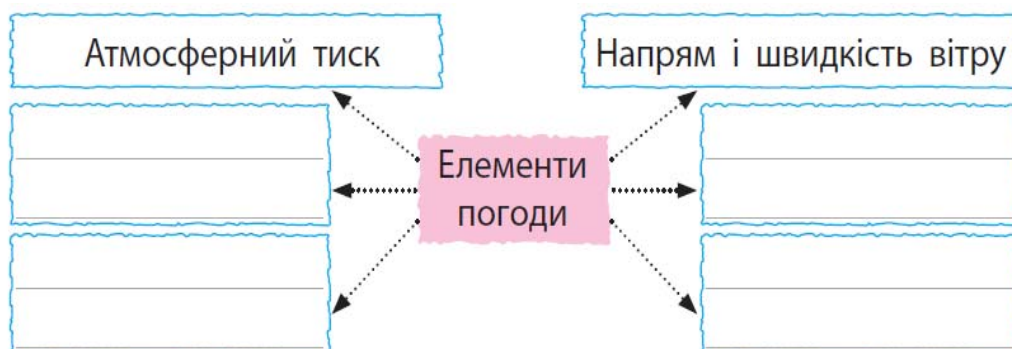 Атмосферний тиск
Напрям і швидкість вітру
Елементи
погоди